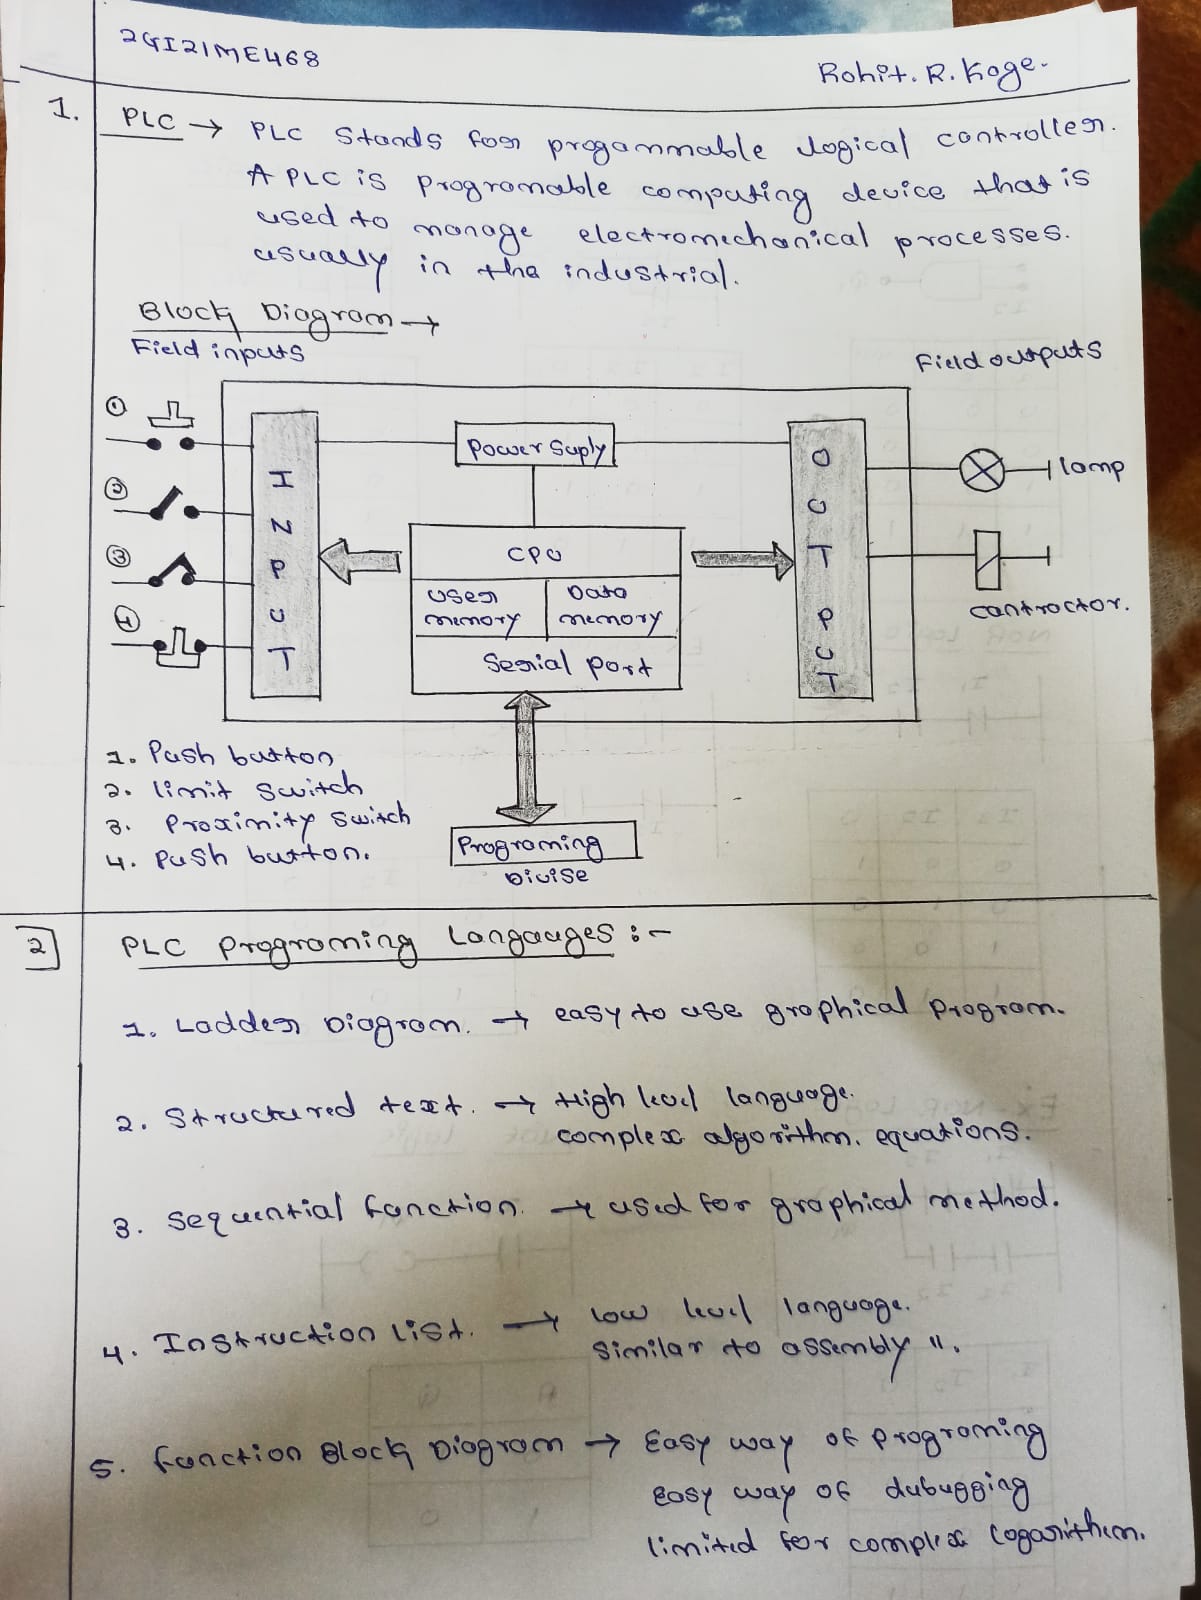 2GI21ME468
Rohit. R. Koge.
1. PLC → PLC Stands for progammable logical controller.
A PLC is Programable computing device that is
used to manage electromechanical processes.
usually in the industrial.
Block Diagram →
Field inputs
Field outputs
1
2
3
4
INPUT
Power Suply
CPU
User memory
Data memory
Serial Port
OUTPUT
lamp
contractor.
1. Push button
2. limit Switch
3. Proximity Switch
4. Push button.
Programing
Divise
2 PLC Programing Langauges :-
1. Ladder Diagram. → easy to use graphical Program.
2. Structured text. → High level language.
complex algorithm. equations.
3. Sequential function. → used for graphical method.
4. Instruction List. → low level language.
Similar to assembly ".
5. Function Block Diagram → Easy way of Programing
easy way of dubugging
limited for complex logarithem.